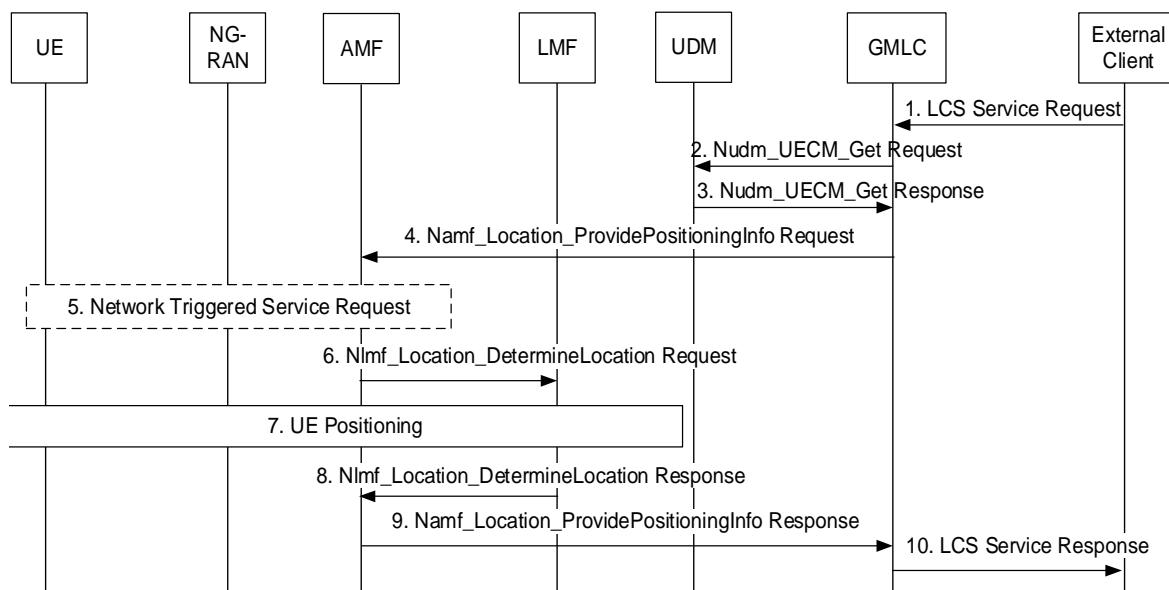 UE
NG-
RAN
AMF
LMF
UDM
GMLC
External
Client
1. LCS Service Request
2. Nudm_UECM_Get Request
3. Nudm_UECM_Get Response
4. Namf_Location_ProvidePositioningInfo Request
5. Network Triggered Service Request
6. Nlmf_Location_DetermineLocation Request
7. UE Positioning
8. Nlmf_Location_DetermineLocation Response
9. Namf_Location_ProvidePositioningInfo Response
10. LCS Service Response